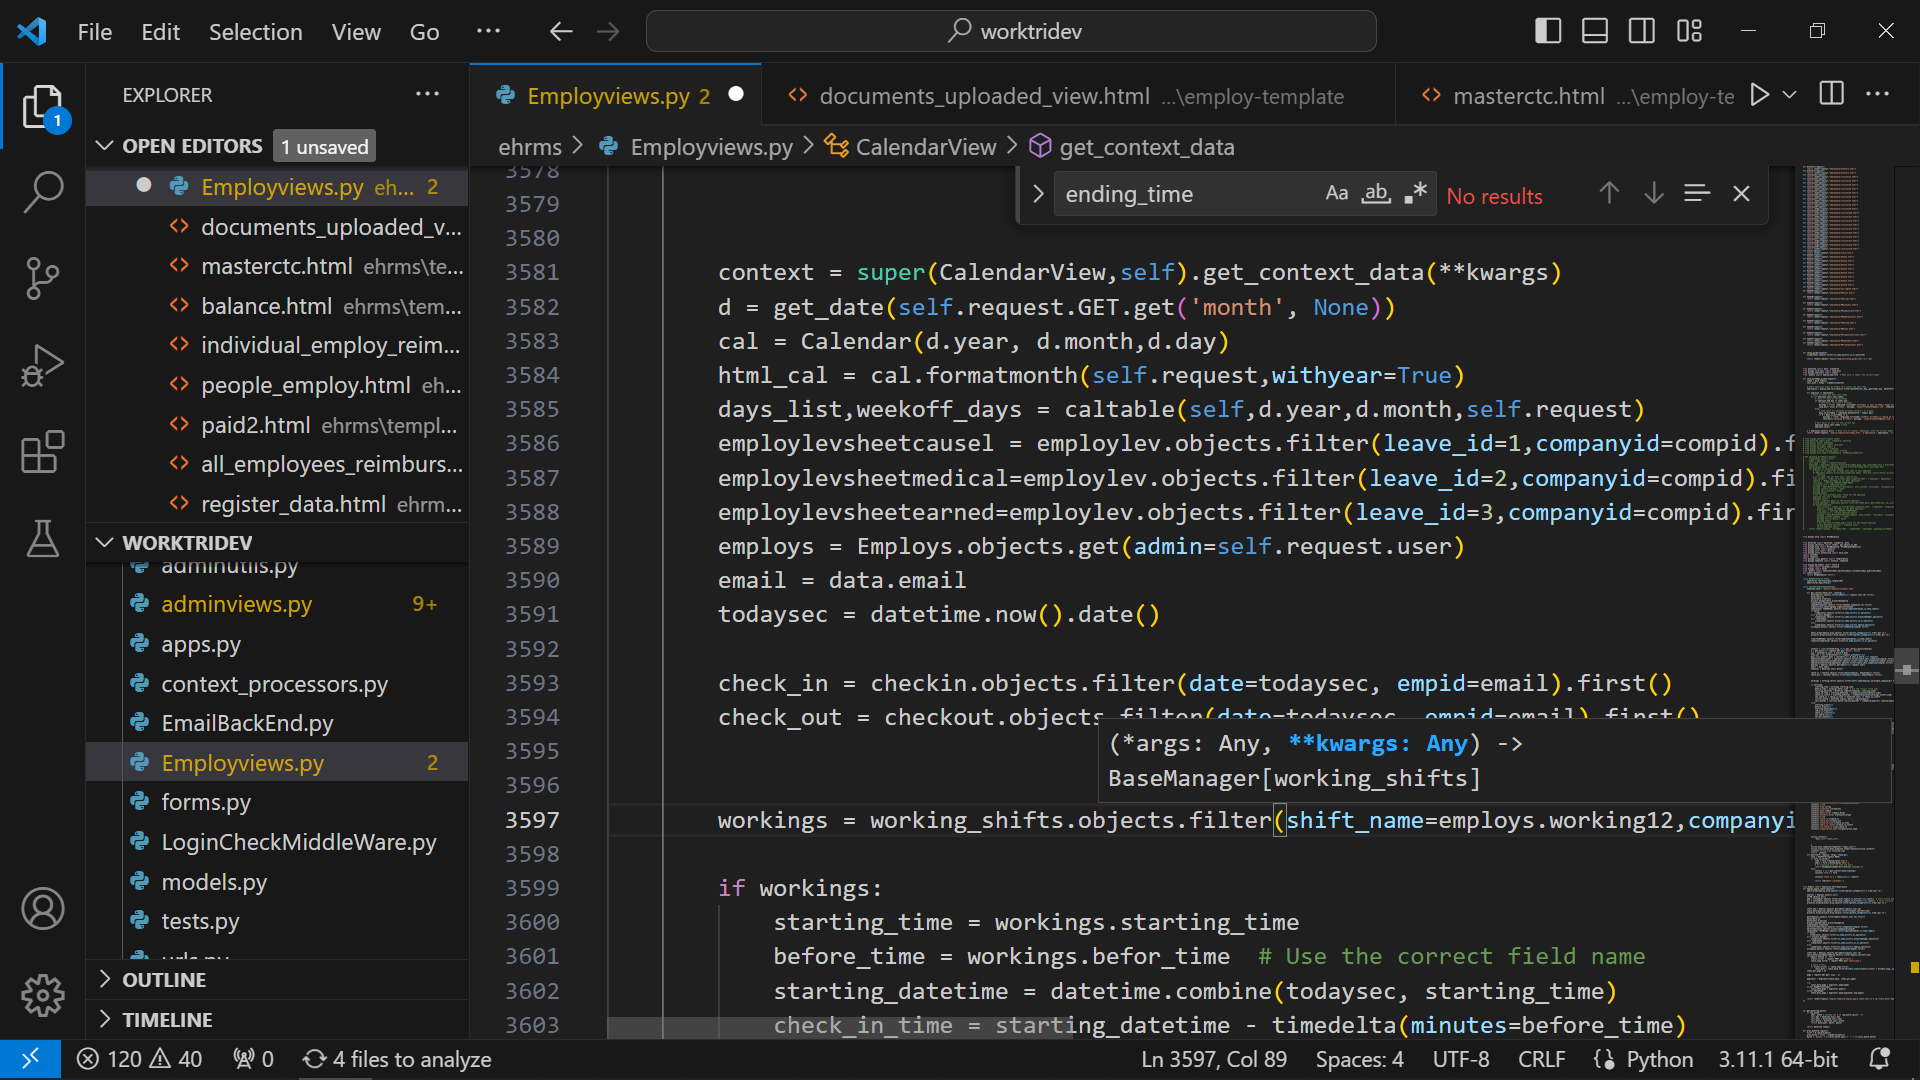 File Edit Selection View Go ··· worktridev
EXPLORER ···
OPEN EDITORS 1 unsaved
Employviews.py eh... 2
documents_uploaded_v...
masterctc.html ehrms\te...
balance.html ehrms\tem...
individual_employ_reim...
people_employ.html eh...
paid2.html ehrms\templ...
all_employees_reimburs...
register_data.html ehrm...
WORKTRIDEV
adminutils.py
adminviews.py 9+
apps.py
context_processors.py
EmailBackEnd.py
Employviews.py 2
forms.py
LoginCheckMiddleWare.py
models.py
tests.py
urls.py
OUTLINE
TIMELINE
1
Employviews.py 2 documents_uploaded_view.html ...\employ-template masterctc.html ...\employ-te
ehrms > Employviews.py > CalendarView > get_context_data
ending_time Aa ab .* No results
3578
3579
3580
3581 context = super(CalendarView,self).get_context_data(**kwargs)
3582 d = get_date(self.request.GET.get('month', None))
3583 cal = Calendar(d.year, d.month,d.day)
3584 html_cal = cal.formatmonth(self.request,withyear=True)
3585 days_list,weekoff_days = caltable(self,d.year,d.month,self.request)
3586 employlevsheetcausel = employlev.objects.filter(leave_id=1,companyid=compid).f
3587 employlevsheetmedical=employlev.objects.filter(leave_id=2,companyid=compid).fi
3588 employlevsheetearned=employlev.objects.filter(leave_id=3,companyid=compid).fir
3589 employs = Employs.objects.get(admin=self.request.user)
3590 email = data.email
3591 todaysec = datetime.now().date()
3592
3593 check_in = checkin.objects.filter(date=todaysec, empid=email).first()
3594 check_out = checkout.objects.filter(date=todaysec, empid=email).first()
3595
3596
(*args: Any, **kwargs: Any) ->
BaseManager[working_shifts]
3597 workings = working_shifts.objects.filter(shift_name=employs.working12,companyi
3598
3599 if workings:
3600 starting_time = workings.starting_time
3601 before_time = workings.befor_time # Use the correct field name
3602 starting_datetime = datetime.combine(todaysec, starting_time)
3603 check_in_time = starting_datetime - timedelta(minutes=before_time)
120 40 0 4 files to analyze Ln 3597, Col 89 Spaces: 4 UTF-8 CRLF {} Python 3.11.1 64-bit